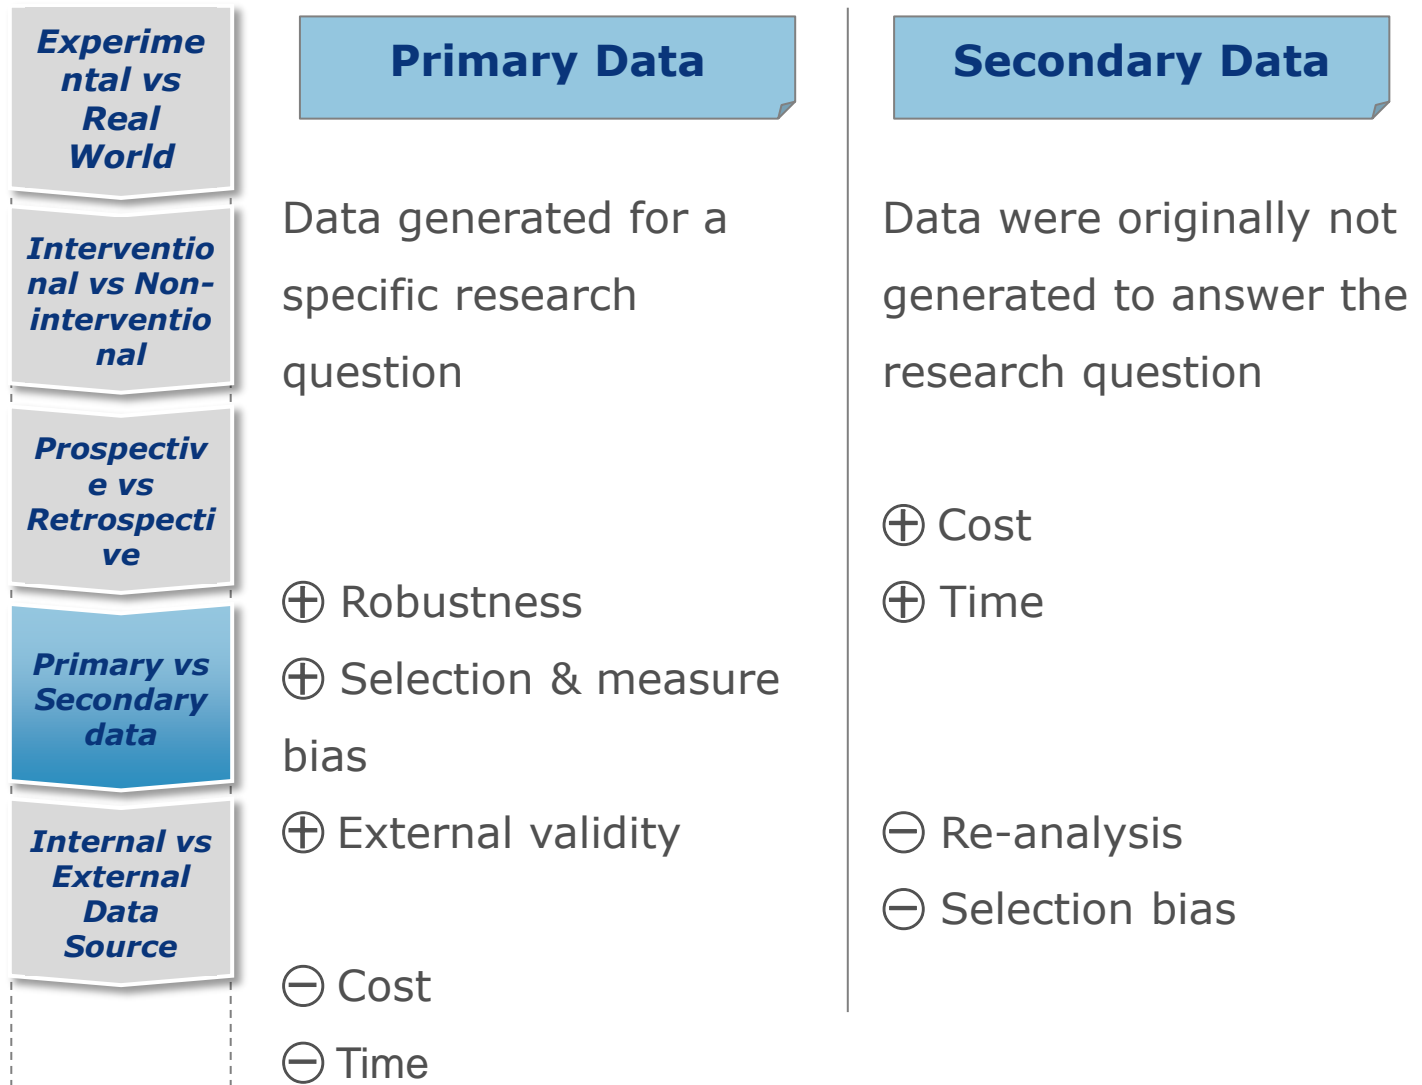 Experime
ntal vs
Real
World
Interventio
nal vs Non-
interventio
nal
Prospectiv
e vs
Retrospecti
ve
Primary vs
Secondary
data
Internal vs
External
Data
Source
Primary Data
Data generated for a
specific research
question
⊕ Robustness
⊕ Selection & measure
bias
⊕ External validity
⊖ Cost
⊖ Time
Secondary Data
Data were originally not
generated to answer the
research question
⊕ Cost
⊕ Time
⊖ Re-analysis
⊖ Selection bias